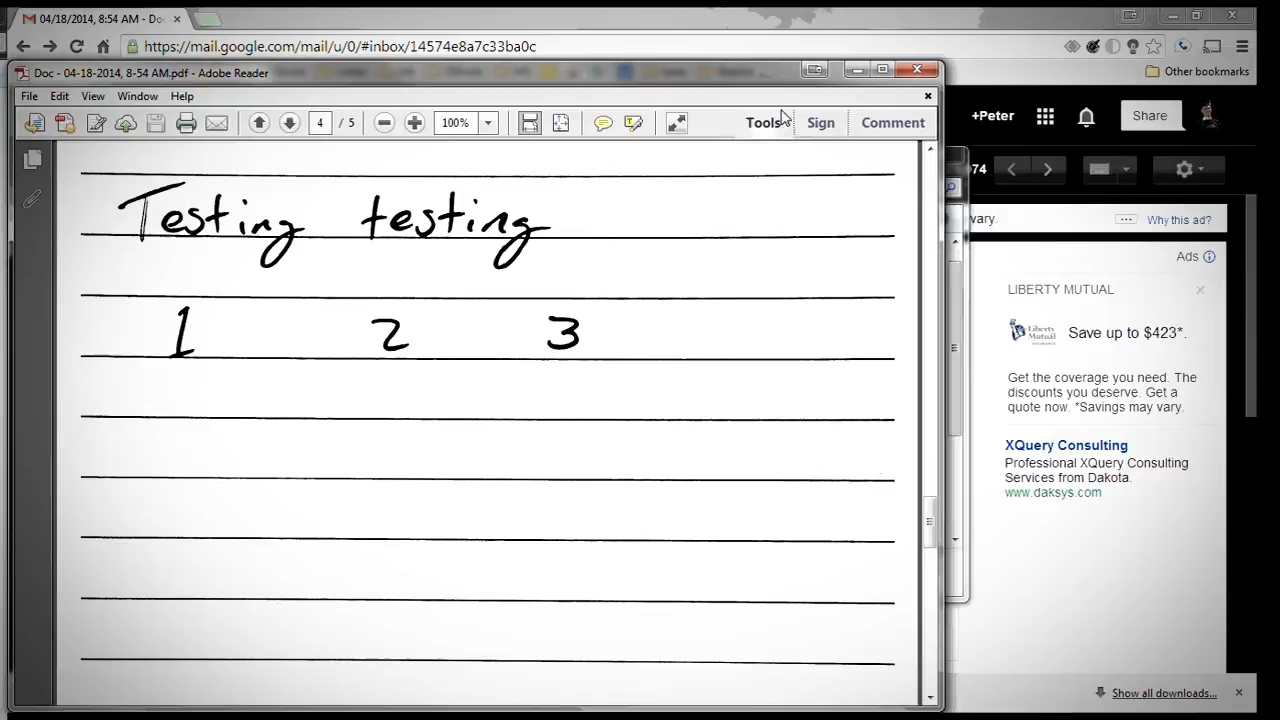 04/18/2014, 8:54 AM - Do
https://mail.google.com/mail/u/0/#inbox/14574e8a7c33ba0c
Other bookmarks
Doc - 04-18-2014, 8-54 AM.pdf - Adobe Reader
File Edit View Window Help
4 / 5 100% Tools Sign Comment
+Peter Share
74
Testing testing
1 2 3
vary. Why this ad?
Ads
LIBERTY MUTUAL
Liberty Mutual
Save up to $423*.
Get the coverage you need. The
discounts you deserve. Get a
quote now. *Savings may vary.
XQuery Consulting
Professional XQuery Consulting
Services from Dakota.
www.daksys.com
Show all downloads...